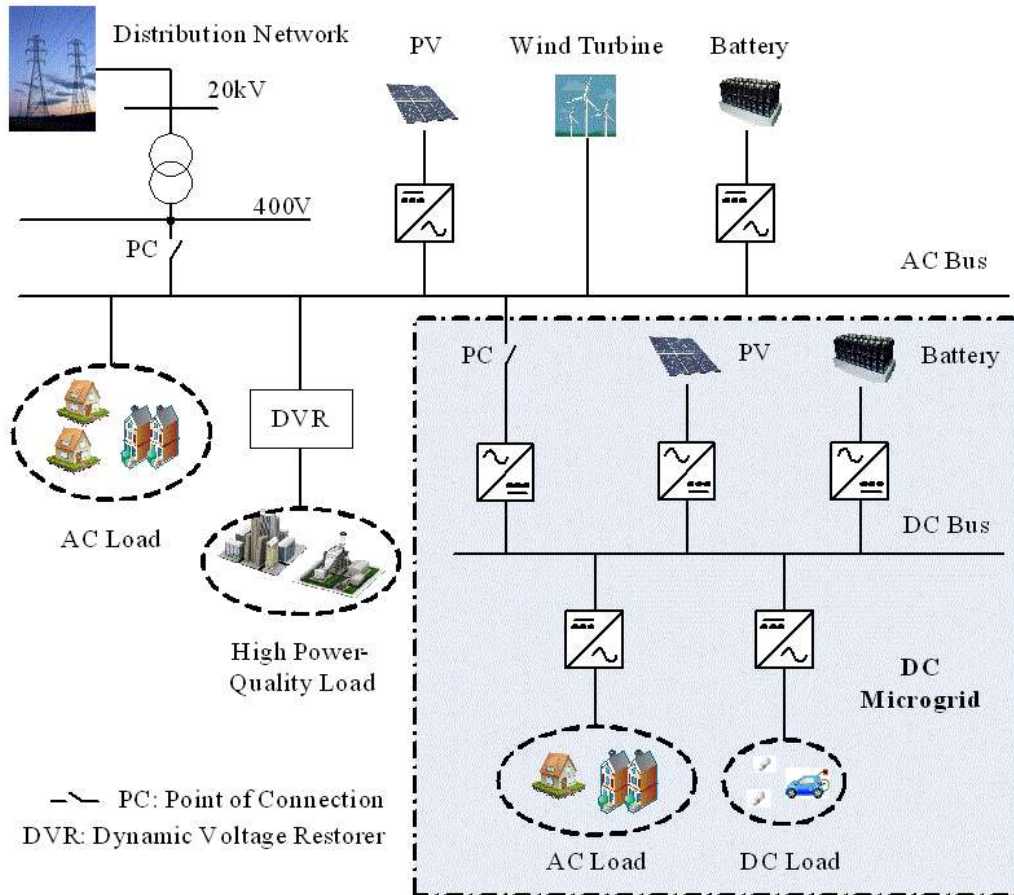 Distribution Network
PV
Wind Turbine
Battery
20kV
400V
PC
AC Bus
PC
PV
Battery
DVR
AC Load
DC Bus
High Power-
Quality Load
DC
Microgrid
PC: Point of Connection
DVR: Dynamic Voltage Restorer
AC Load
DC Load